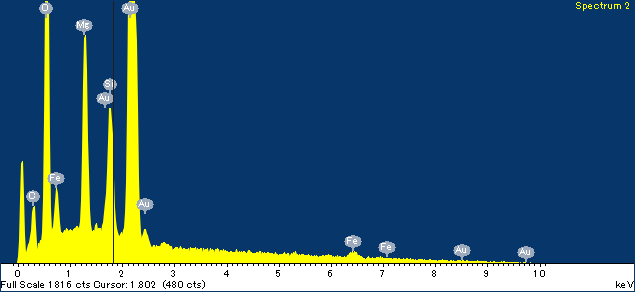 Spectrum 2
O Au
Mg
Si
Au
Fe
C
Au
Fe Fe Au Au
0 1 2 3 4 5 6 7 8 9 10
Full Scale 1816 cts Cursor: 1.802 (480 cts) keV